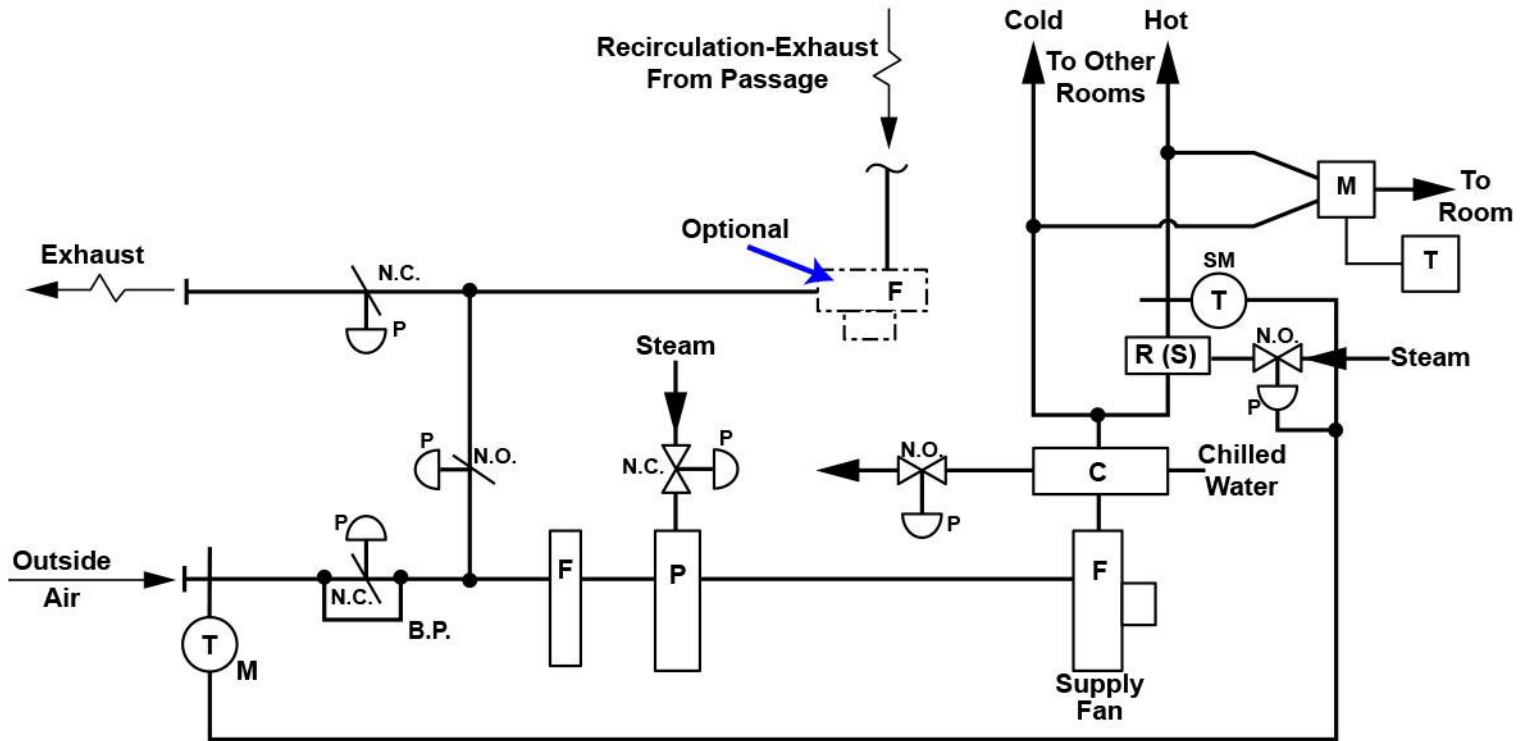 Cold
Hot
Recirculation-Exhaust
From Passage
To Other
Rooms
M
To
Room
Optional
T
Exhaust
N.C.
P
F
SM
T
Steam
R (S)
N.O.
Steam
P
P
N.O.
N.C.
P
N.O.
C
Chilled
Water
P
P
Outside
Air
N.C.
B.P.
F
P
F
T
M
Supply
Fan